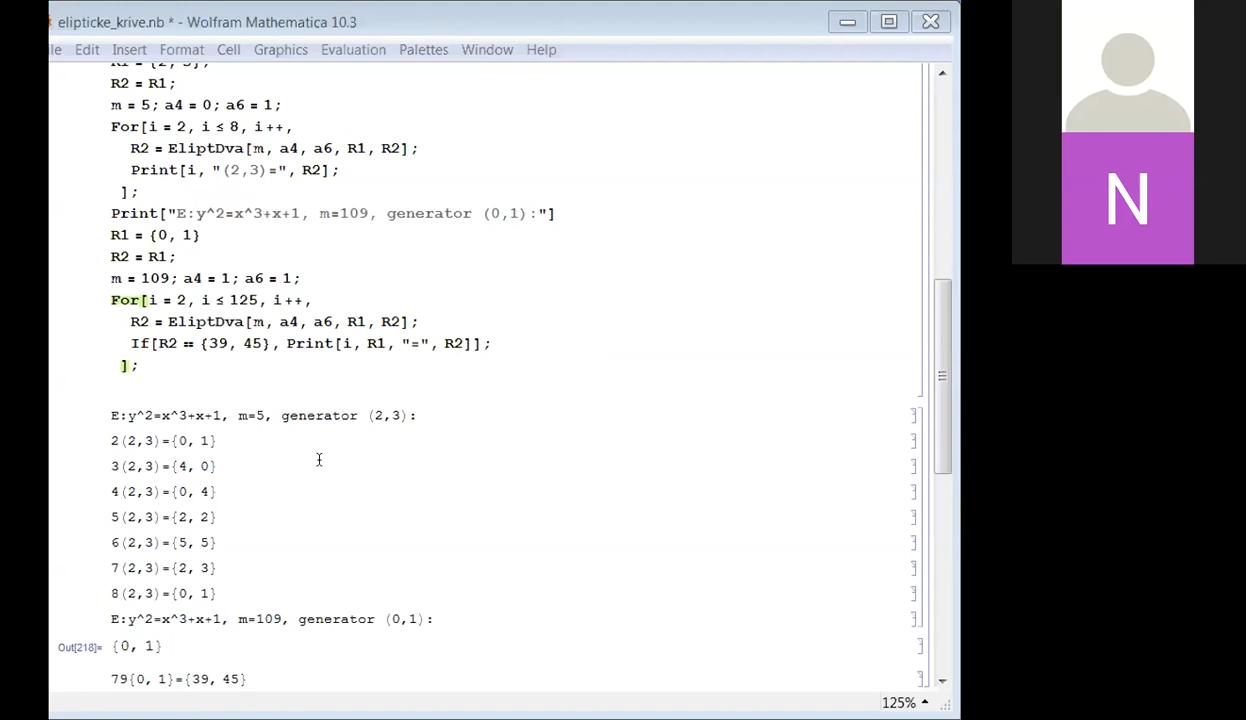 elipticke_krive.nb * - Wolfram Mathematica 10.3
le Edit Insert Format Cell Graphics Evaluation Palettes Window Help
R2 = R1;
m = 5; a4 = 0; a6 = 1;
For[i = 2, i ≤ 8, i++,
R2 = EliptDva[m, a4, a6, R1, R2];
Print[i, "(2,3)=", R2];
];
Print["E:y^2=x^3+x+1, m=109, generator (0,1):"]
R1 = {0, 1}
R2 = R1;
m = 109; a4 = 1; a6 = 1;
For[i = 2, i ≤ 125, i++,
R2 = EliptDva[m, a4, a6, R1, R2];
If[R2 == {39, 45}, Print[i, R1, "=", R2]];
];
E:y^2=x^3+x+1, m=5, generator (2,3):
2(2,3)={0, 1}
3(2,3)={4, 0}
4(2,3)={0, 4}
5(2,3)={2, 2}
6(2,3)={5, 5}
7(2,3)={2, 3}
8(2,3)={0, 1}
E:y^2=x^3+x+1, m=109, generator (0,1):
Out[218]= {0, 1}
79{0, 1}={39, 45}
125%
N